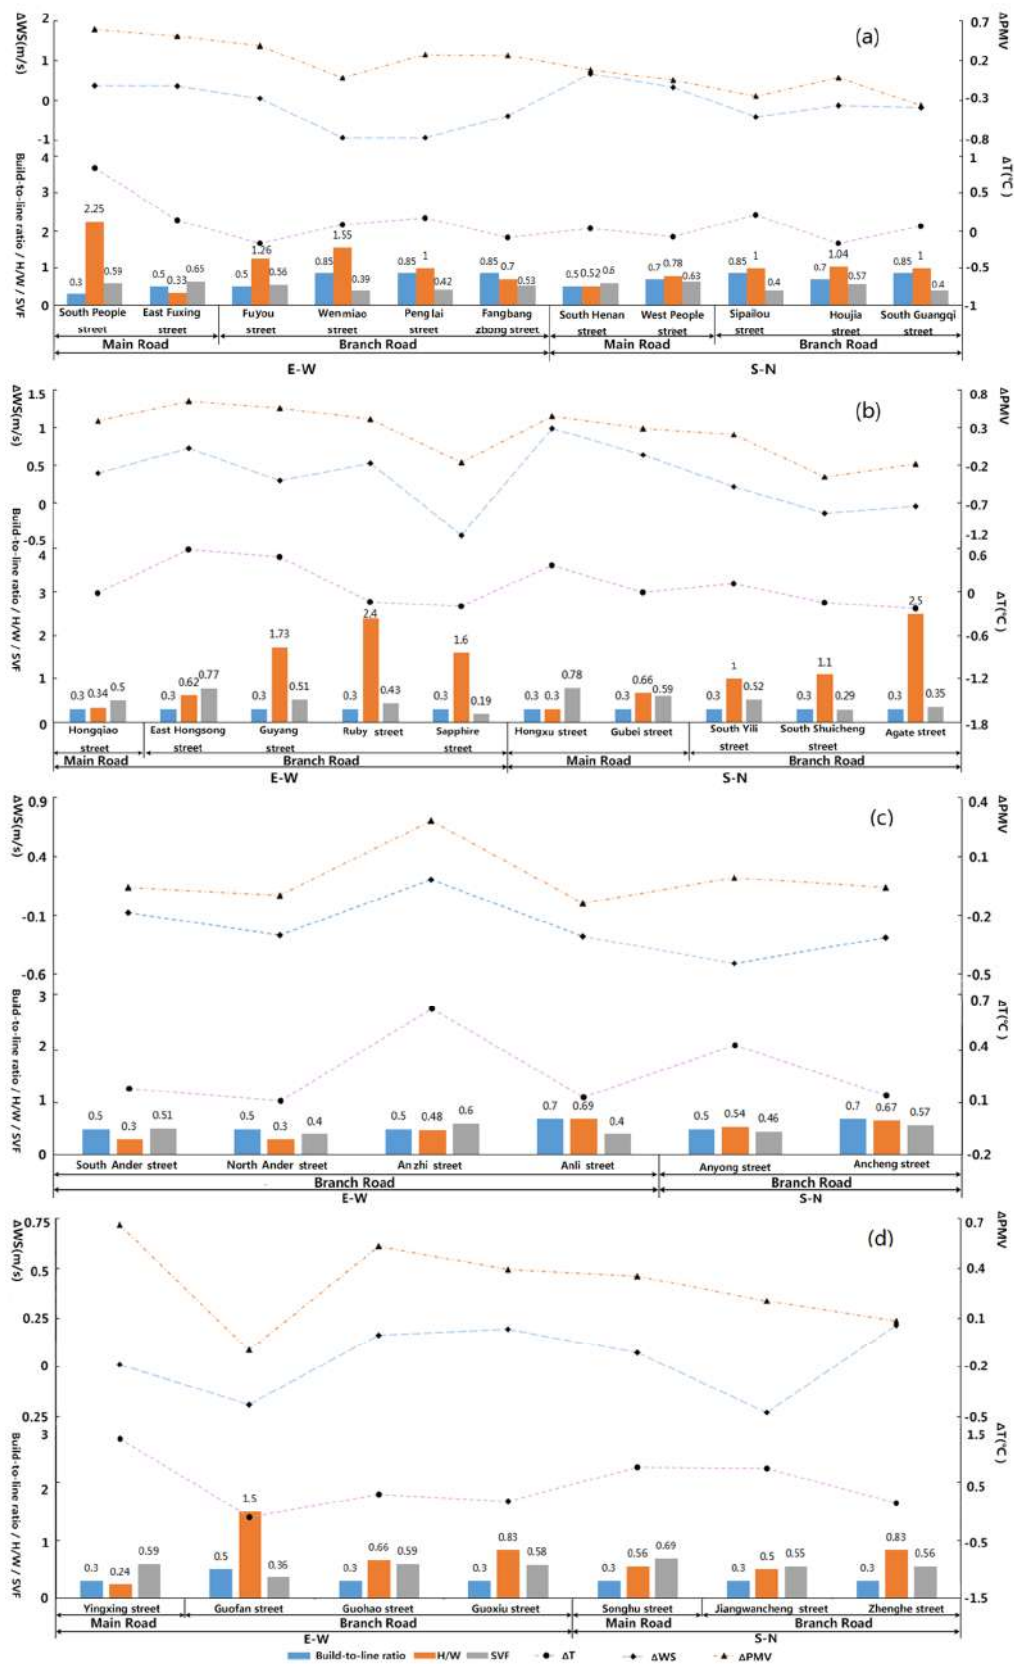 (a)
ΔWS(m/s)
2
1
0
-1
ΔPMV
0.7
0.2
-0.3
-0.8
Build-to-line ratio / H/W / SVF
4
3
2
1
0
ΔT(℃)
1
0.5
0
-0.5
-1
0.3 2.25 0.59 0.5 0.33 0.65 0.5 1.26 0.56 0.85 1.55 0.39 0.85 1 0.42 0.85 0.7 0.53 0.5 0.52 0.6 0.7 0.78 0.63 0.85 1 0.4 0.7 1.04 0.57 0.85 1 0.4
South People street
East Fuxing street
Fuyou street
Wenmiao street
Penglai street
Fangbang zhong street
South Henan street
West People street
Sipailou street
Houjia street
South Guangqi street
Main Road Branch Road Main Road Branch Road
E-W S-N
(b)
ΔWS(m/s)
1.5
1
0.5
0
-0.5
ΔPMV
0.8
0.3
-0.2
-0.7
-1.2
Build-to-line ratio / H/W / SVF
4
3
2
1
0
ΔT(℃)
0.6
0
-0.6
-1.2
-1.8
0.3 0.34 0.5 0.3 0.62 0.77 0.3 1.73 0.51 0.3 2.4 0.43 0.3 1.6 0.19 0.3 0.3 0.78 0.3 0.66 0.59 0.3 1 0.52 0.3 1.1 0.29 0.3 2.5 0.35
Hongqiao street
East Hongsong street
Guyang street
Ruby street
Sapphire street
Hongxu street
Gubei street
South Yili street
South Shuicheng street
Agate street
Main Road Branch Road Main Road Branch Road
E-W S-N
(c)
ΔWS(m/s)
0.9
0.4
-0.1
-0.6
ΔPMV
0.4
0.1
-0.2
-0.5
Build-to-line ratio / H/W / SVF
3
2
1
0
ΔT(℃)
0.7
0.4
0.1
-0.2
0.5 0.3 0.51 0.5 0.3 0.4 0.5 0.48 0.6 0.7 0.69 0.4 0.5 0.54 0.46 0.7 0.67 0.57
South Ander street North Ander street Anzhi street Anli street Anyong street Ancheng street
Branch Road Branch Road
E-W S-N
(d)
ΔWS(m/s)
0.75
0.5
0.25
0
0.25
ΔPMV
0.7
0.4
0.1
-0.2
-0.5
Build-to-line ratio / H/W / SVF
3
2
1
0
ΔT(℃)
1.5
0.5
-0.5
-1.5
0.3 0.24 0.59 0.5 1.5 0.36 0.3 0.66 0.59 0.3 0.83 0.58 0.3 0.56 0.69 0.3 0.5 0.55 0.3 0.83 0.56
Yingxing street Guofan street Guohao street Guoxiu street Songhu street Jiangwancheng street Zhenghe street
Main Road Branch Road Main Road Branch Road
E-W S-N
Build-to-line ratio H/W SVF ΔT ΔWS ΔPMV